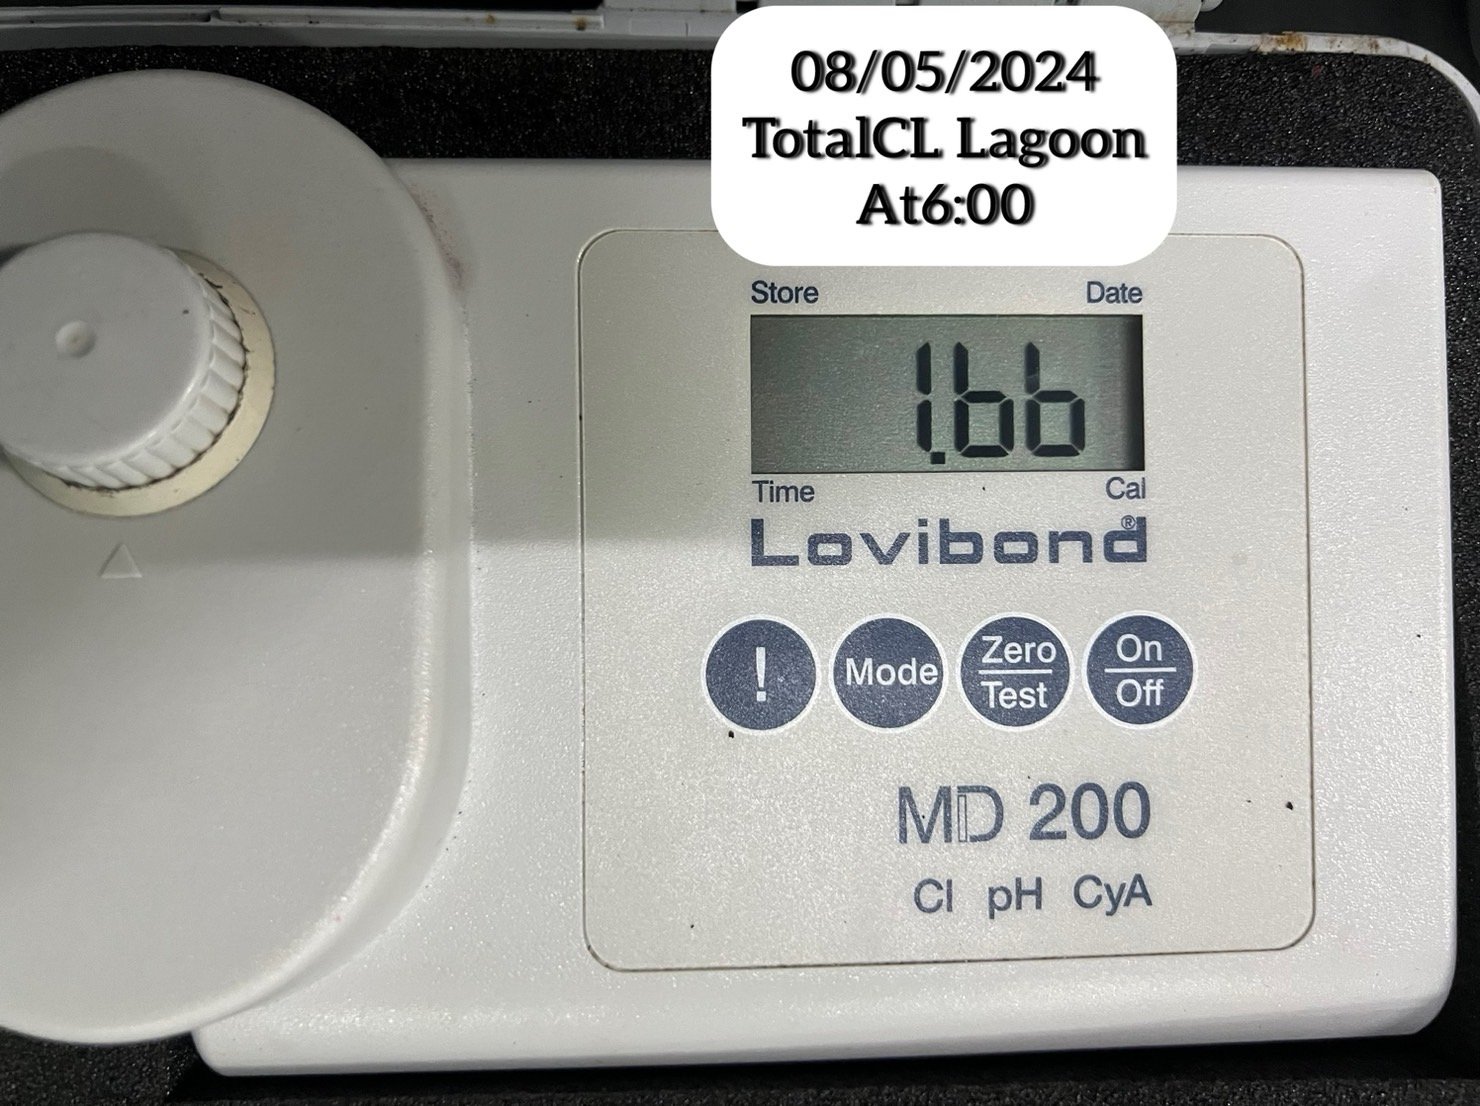 08/05/2024
TotalCL Lagoon
At6:00
Store Date
1.66
Time Cal
Lovibond®
! Mode Zero Test On Off
MD 200
Cl pH CyA